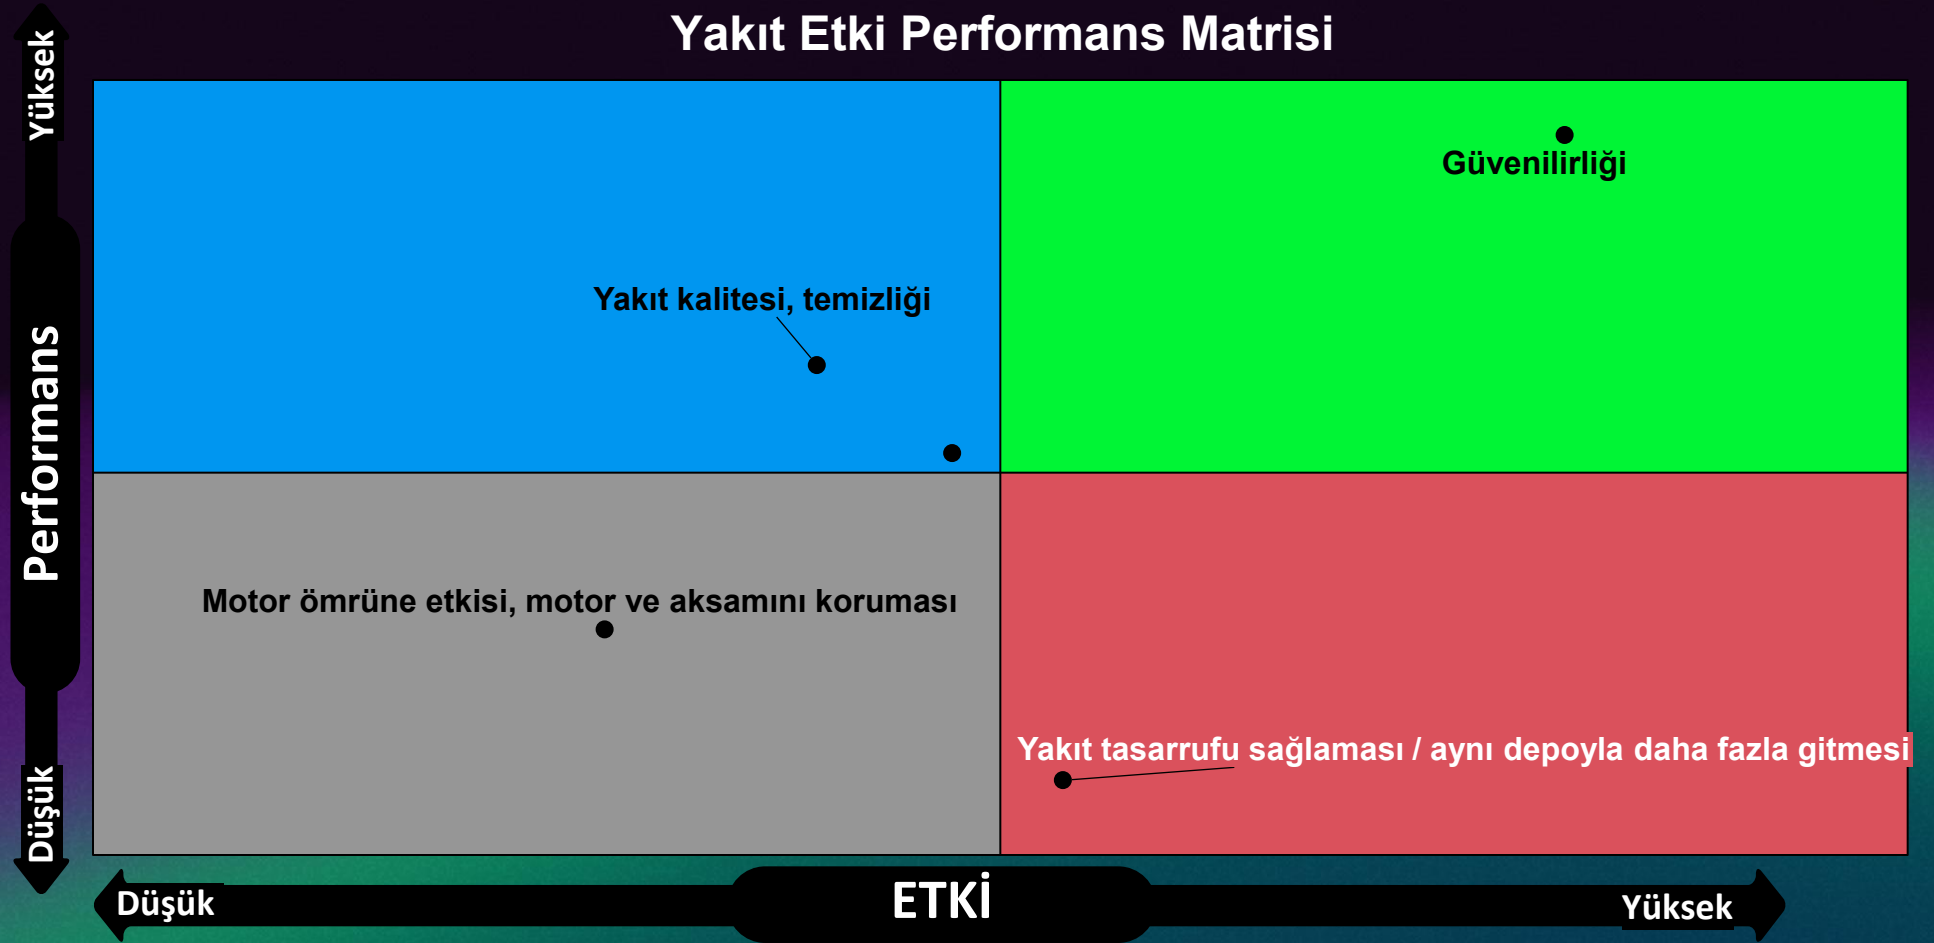 Yakıt Etki Performans Matrisi
Yüksek
Performans
Düşük
Güvenilirliği
Yakıt kalitesi, temizliği
Motor ömrüne etkisi, motor ve aksamını koruması
Yakıt tasarrufu sağlaması / aynı depoyla daha fazla gitmesi
Düşük
ETKİ
Yüksek